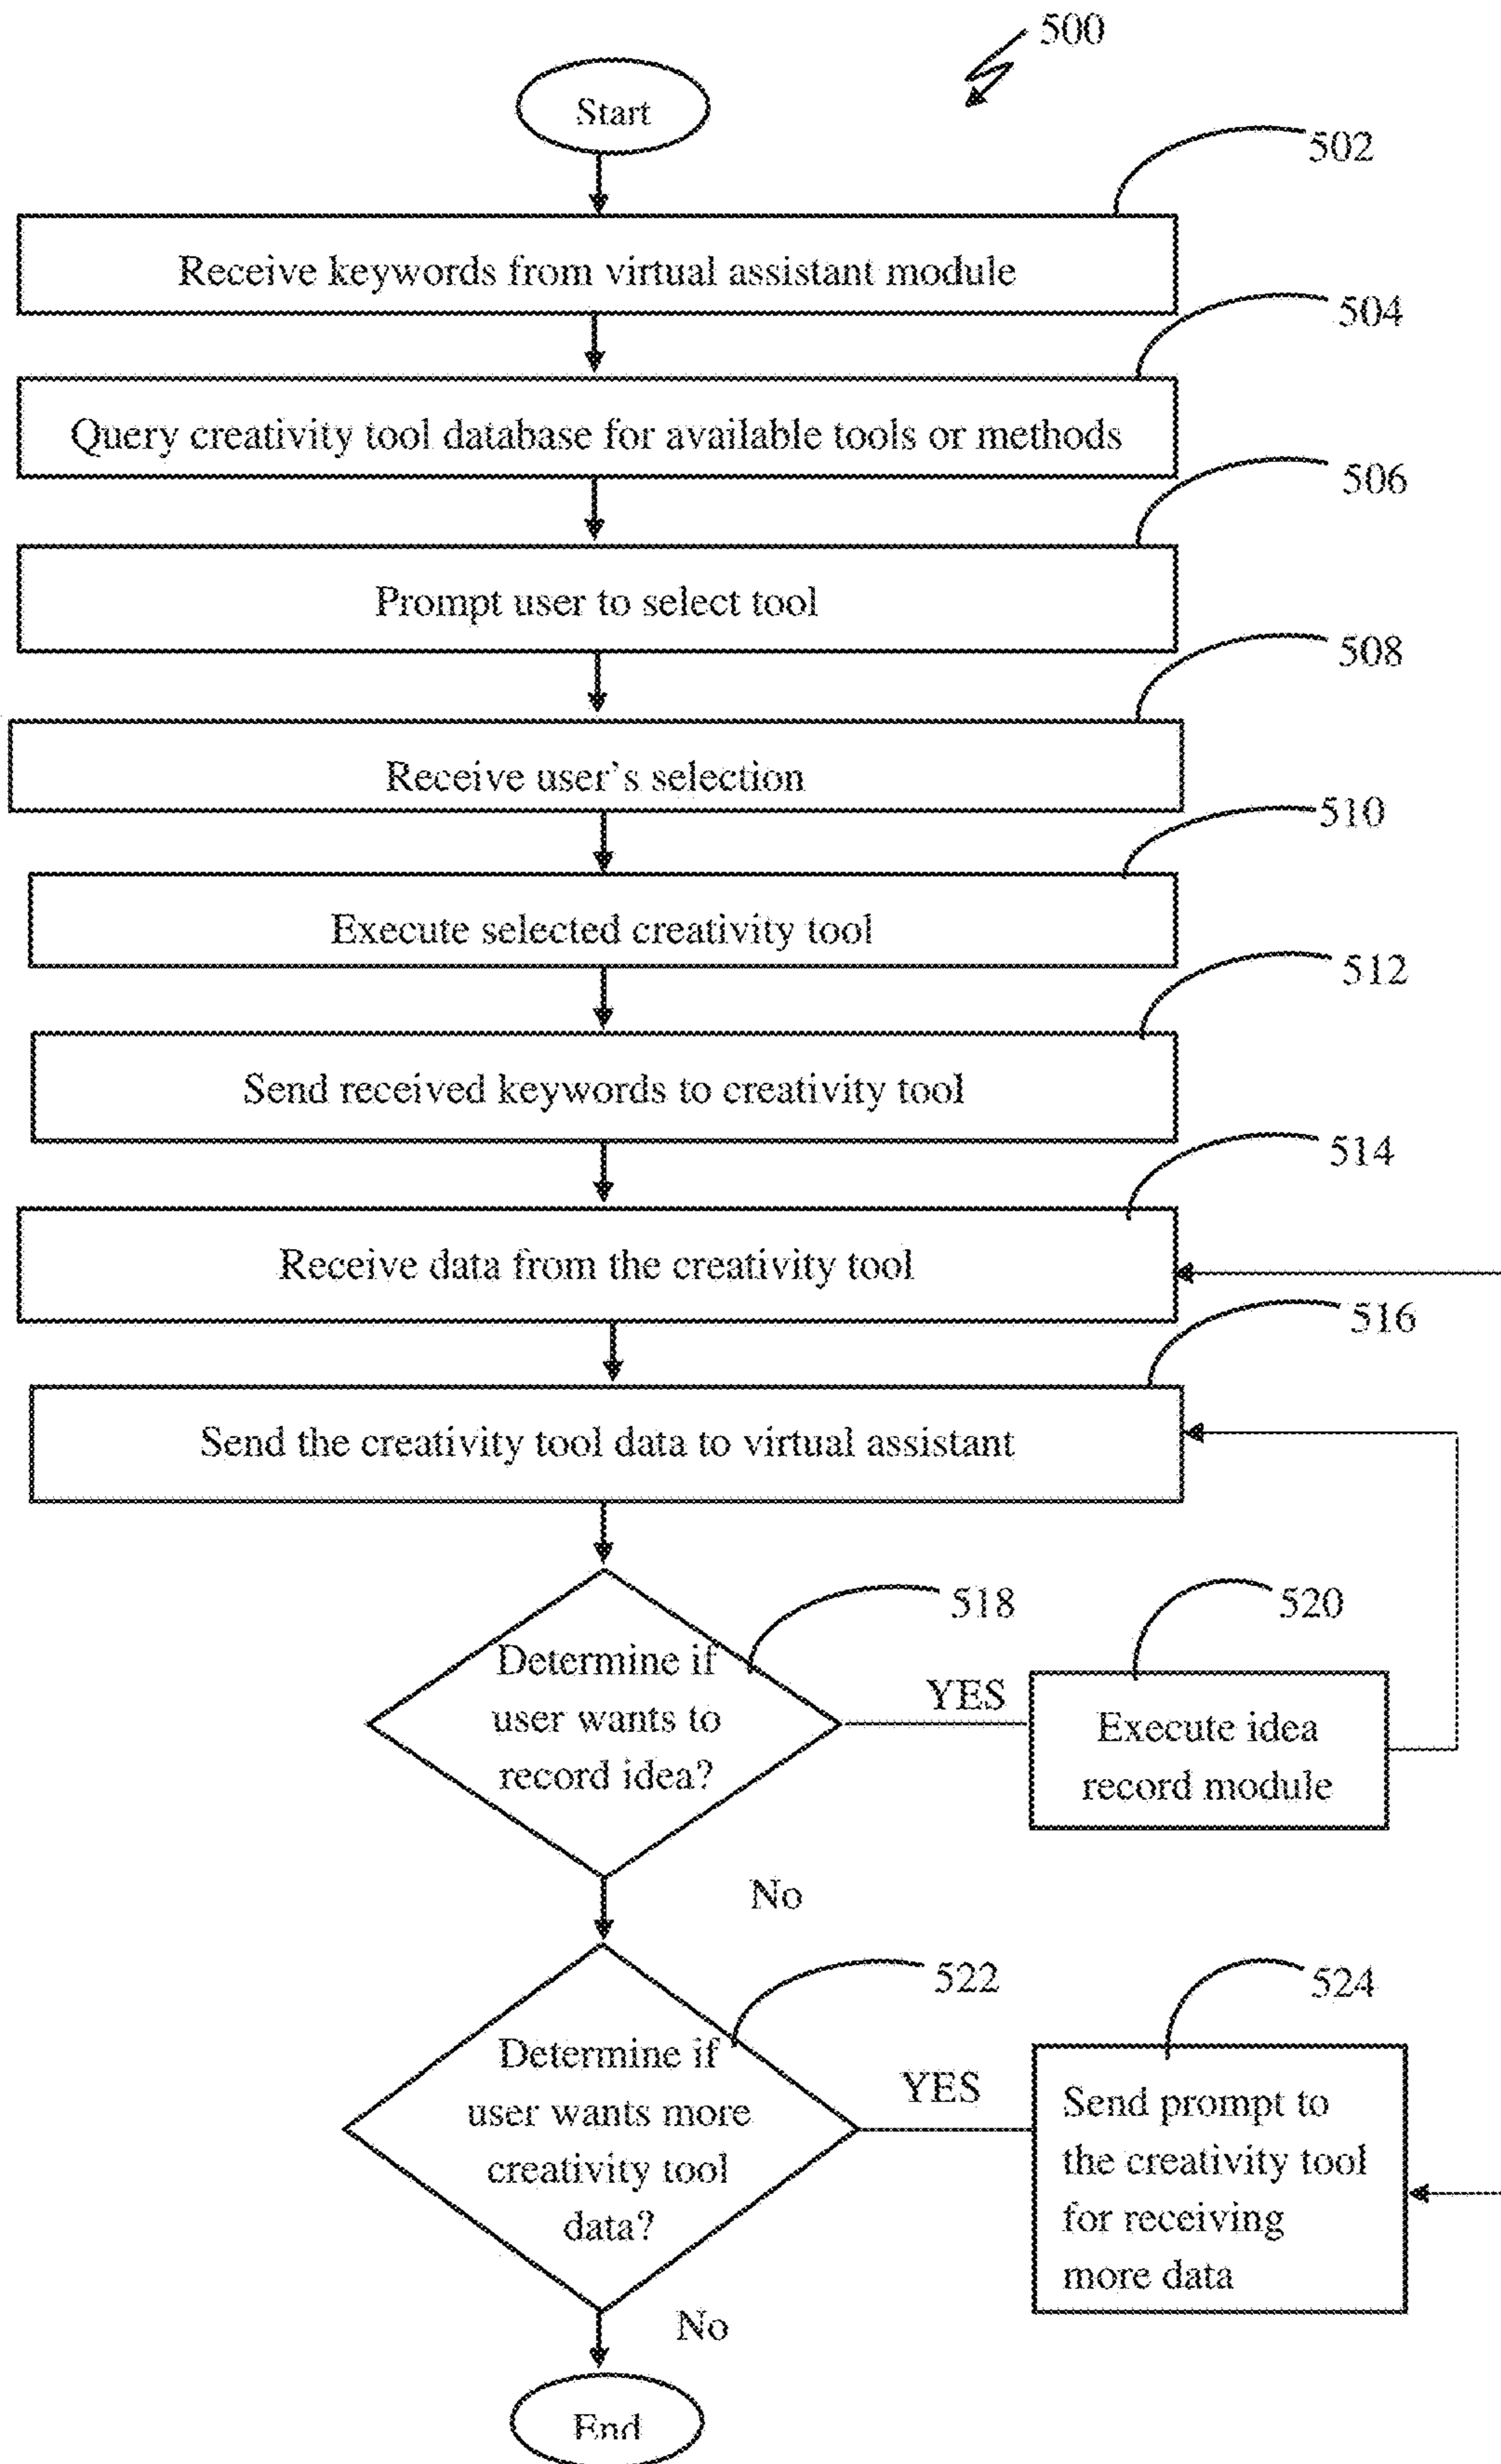 500
Start
502
Receive keywords from virtual assistant module
504
Query creativity tool database for available tools or methods
506
Prompt user to select tool
508
Receive user's selection
510
Execute selected creativity tool
512
Send received keywords to creativity tool
514
Receive data from the creativity tool
516
Send the creativity tool data to virtual assistant
518
Determine if
user wants to
record idea?
YES
520
Execute idea
record module
No
522
Determine if
user wants more
creativity tool
data?
YES
524
Send prompt to
the creativity tool
for receiving
more data
No
End